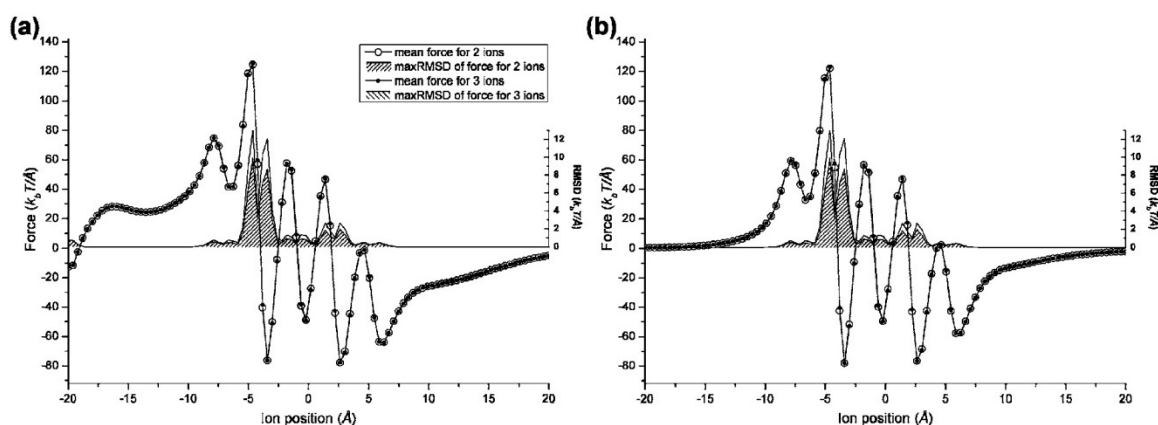 (a)
140
120
100
80
60
40
20
0
-20
-40
-60
-80
Force (k_bT/Å)
mean force for 2 ions
maxRMSD of force for 2 ions
mean force for 3 ions
maxRMSD of force for 3 ions
12
10
8
6
4
2
0
RMSD (k_bT/Å)
-20 -15 -10 -5 0 5 10 15 20
Ion position (Å)
(b)
140
120
100
80
60
40
20
0
-20
-40
-60
-80
Force (k_bT/Å)
12
10
8
6
4
2
0
RMSD (k_bT/Å)
-20 -15 -10 -5 0 5 10 15 20
Ion position (Å)